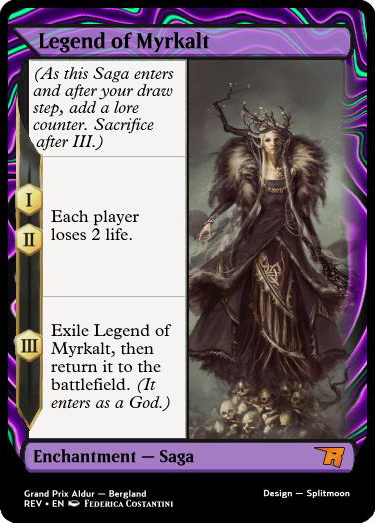 Legend of Myrkalt
(As this Saga enters
and after your draw
step, add a lore
counter. Sacrifice
after III.)
I
II
Each player
loses 2 life.
III
Exile Legend of
Myrkalt, then
return it to the
battlefield. (It
enters as a God.)
Enchantment — Saga
Grand Prix Aldur — Bergland
Design — Splitmoon
REV • EN Federica Costantini